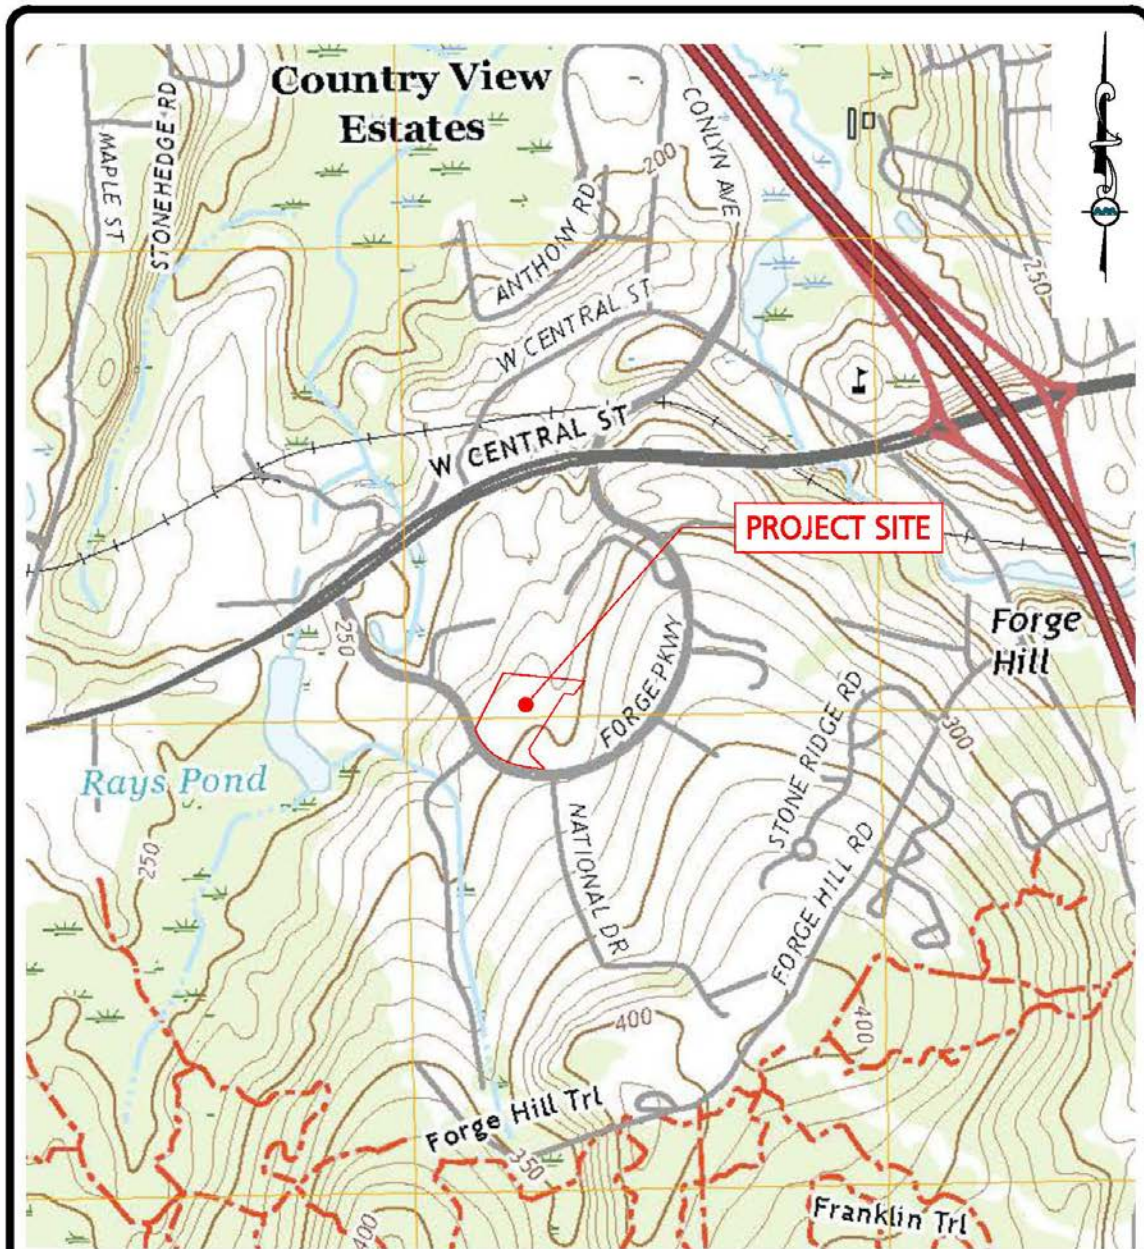 Country View
Estates
MAPLE ST
STONEHEDGE RD
CONLYN AVE
200
ANTHONY RD
W CENTRAL ST
250
W CENTRAL ST
PROJECT SITE
250
Forge
Hill
FORGE PKWY
STONE RIDGE RD
300
Rays Pond
250
NATIONAL DR
FORGE HILL RD
400
400
Forge Hill Trl
350
Franklin Trl
400